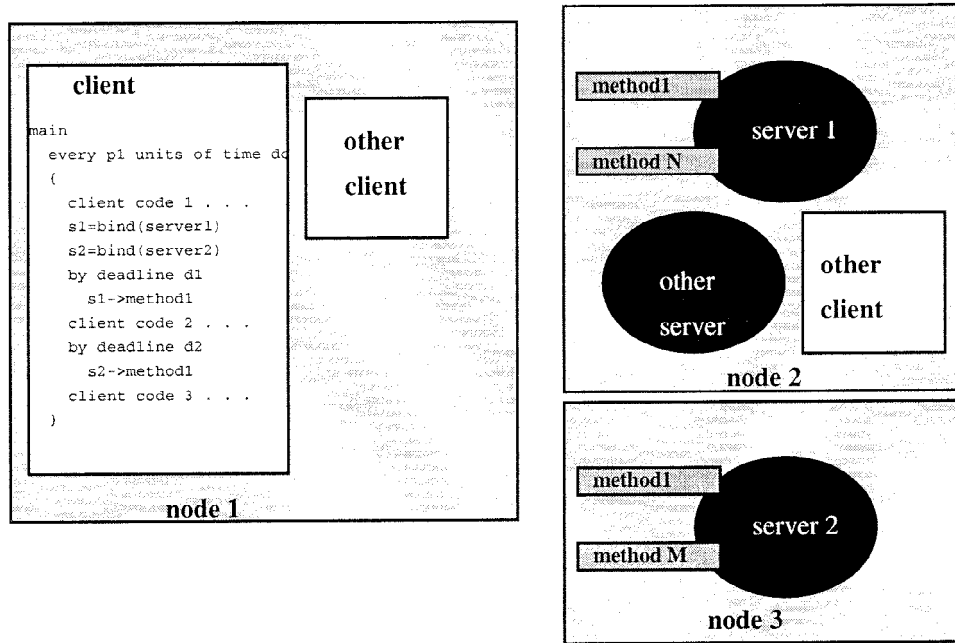 client
main
every p1 units of time do
{
client code 1 . . .
s1=bind(server1)
s2=bind(server2)
by deadline d1
s1->method1
client code 2 . . .
by deadline d2
s2->method1
client code 3 . . .
}
other
client
node 1
method1
server 1
method N
other
server
other
client
node 2
method1
server 2
method M
node 3